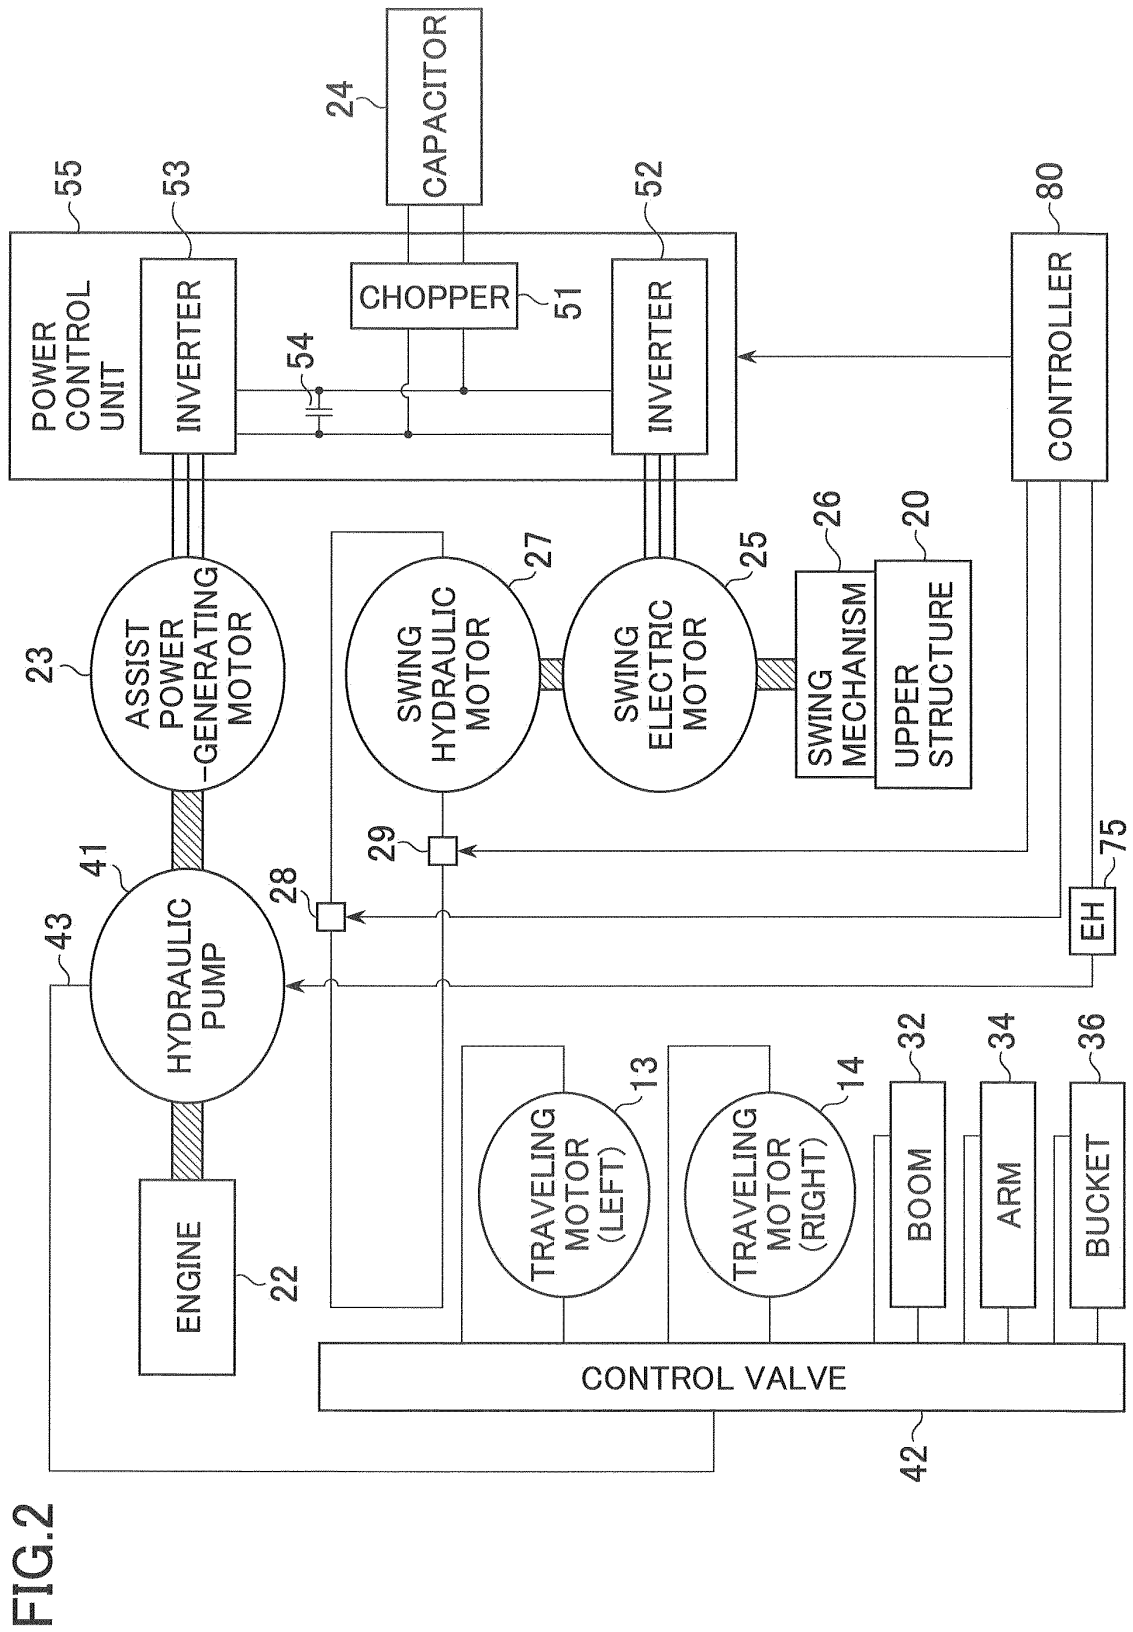 FIG.2
43
41
23
55
53
ENGINE
22
HYDRAULIC
PUMP
ASSIST
POWER
-GENERATING
MOTOR
POWER
CONTROL
UNIT
INVERTER
54
24
CAPACITOR
CHOPPER
51
28
29
SWING
HYDRAULIC
MOTOR
27
SWING
ELECTRIC
MOTOR
25
INVERTER
52
SWING
MECHANISM
26
UPPER
STRUCTURE
20
CONTROLLER
80
EH
75
CONTROL VALVE
42
TRAVELING
MOTOR
(LEFT)
13
TRAVELING
MOTOR
(RIGHT)
14
BOOM
32
ARM
34
BUCKET
36